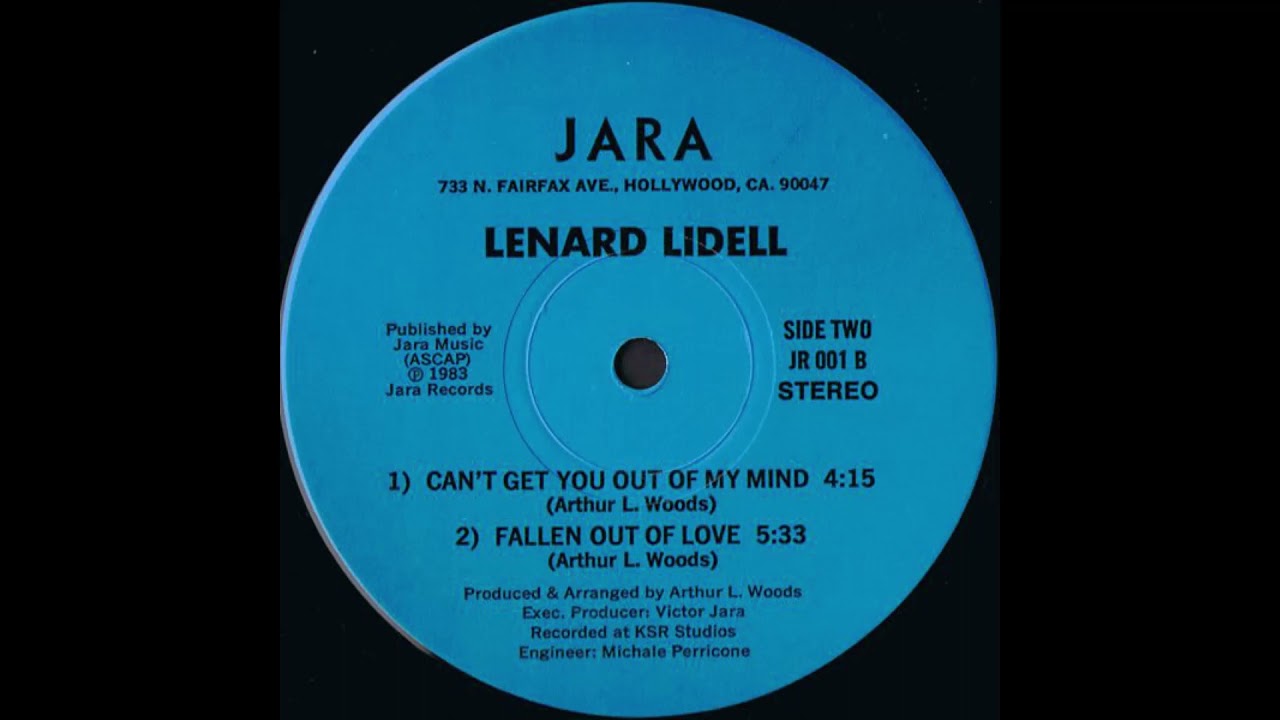 JARA
733 N. FAIRFAX AVE., HOLLYWOOD, CA. 90047
LENARD LIDELL
Published by
Jara Music
(ASCAP)
℗ 1983
Jara Records
SIDE TWO
JR 001 B
STEREO
1) CAN'T GET YOU OUT OF MY MIND 4:15
(Arthur L. Woods)
2) FALLEN OUT OF LOVE 5:33
(Arthur L. Woods)
Produced & Arranged by Arthur L. Woods
Exec. Producer: Victor Jara
Recorded at KSR Studios
Engineer: Michale Perricone